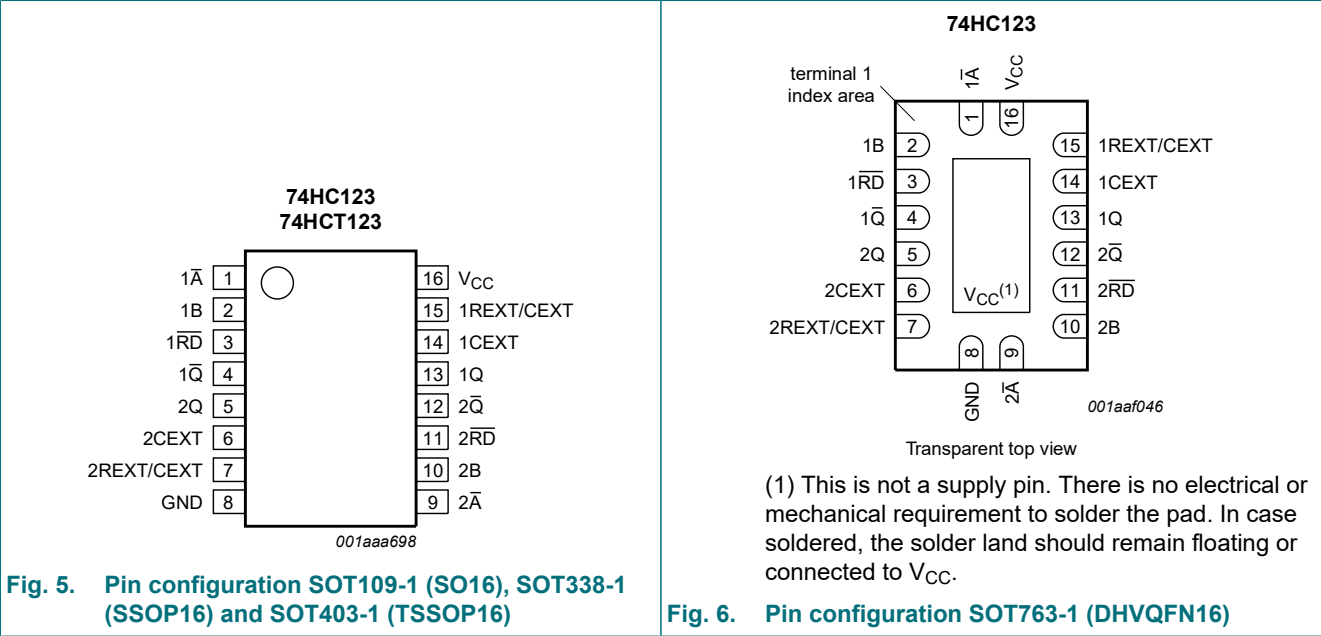 74HC123
74HCT123
1A̅ 1
1B 2
1R̅D̅ 3
1Q̅ 4
2Q 5
2CEXT 6
2REXT/CEXT 7
GND 8
16 VCC
15 1REXT/CEXT
14 1CEXT
13 1Q
12 2Q̅
11 2R̅D̅
10 2B
9 2A̅
001aaa698
Fig. 5. Pin configuration SOT109-1 (SO16), SOT338-1
(SSOP16) and SOT403-1 (TSSOP16)
74HC123
terminal 1
index area
1A̅
VCC
1
16
1B 2
1R̅D̅ 3
1Q̅ 4
2Q 5
2CEXT 6
2REXT/CEXT 7
15 1REXT/CEXT
14 1CEXT
13 1Q
12 2Q̅
11 2R̅D̅
10 2B
VCC(1)
8
9
GND
2A̅
001aaf046
Transparent top view
(1) This is not a supply pin. There is no electrical or
mechanical requirement to solder the pad. In case
soldered, the solder land should remain floating or
connected to VCC.
Fig. 6. Pin configuration SOT763-1 (DHVQFN16)